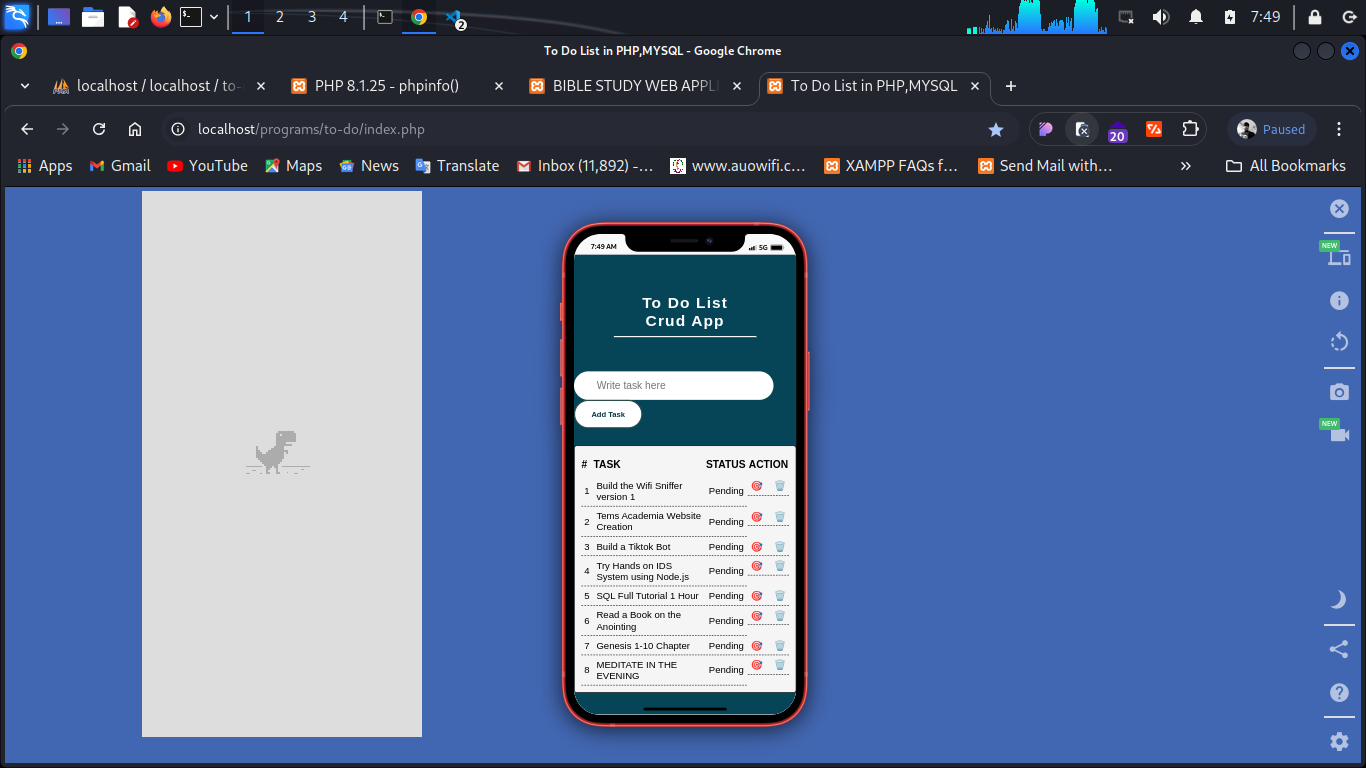 1 2 3 4
2
7:49
To Do List in PHP,MYSQL - Google Chrome
localhost / localhost / to-
PHP 8.1.25 - phpinfo()
BIBLE STUDY WEB APPL
To Do List in PHP,MYSQL
localhost/programs/to-do/index.php
20
Paused
Apps
Gmail
YouTube
Maps
News
Translate
Inbox (11,892) -...
www.auowifi.c...
XAMPP FAQs f...
Send Mail with...
»
All Bookmarks
7:49 AM
5G
To Do List
Crud App
Write task here
Add Task
# TASK STATUS ACTION
1 Build the Wifi Sniffer
version 1 Pending
2 Tems Academia Website
Creation Pending
3 Build a Tiktok Bot Pending
4 Try Hands on IDS
System using Node.js Pending
5 SQL Full Tutorial 1 Hour Pending
6 Read a Book on the
Anointing Pending
7 Genesis 1-10 Chapter Pending
8 MEDITATE IN THE
EVENING Pending
NEW
NEW